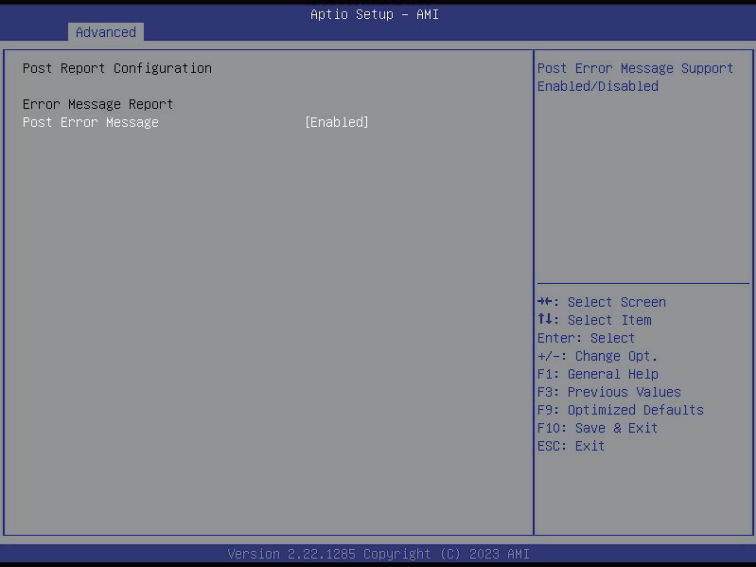 Aptio Setup – AMI
Advanced
Post Report Configuration
Error Message Report
Post Error Message [Enabled]
Post Error Message Support
Enabled/Disabled
→←: Select Screen
↑↓: Select Item
Enter: Select
+/-: Change Opt.
F1: General Help
F3: Previous Values
F9: Optimized Defaults
F10: Save & Exit
ESC: Exit
Version 2.22.1285 Copyright (C) 2023 AMI